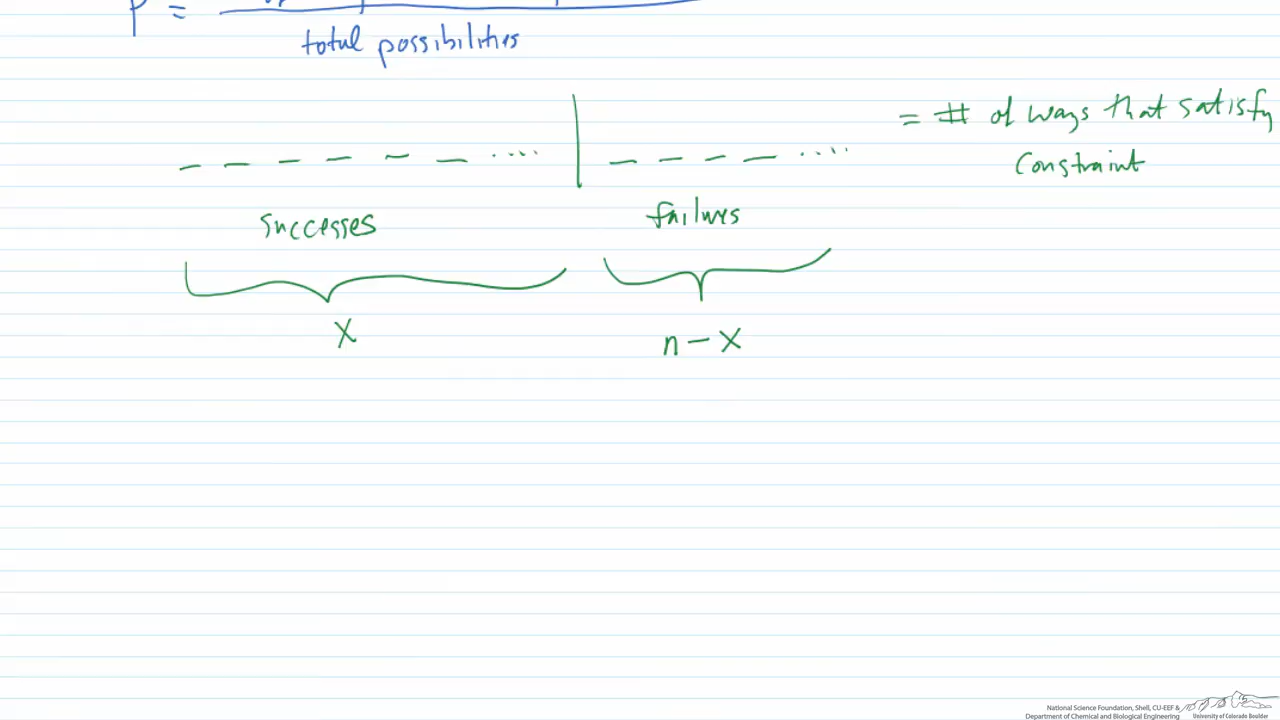 P =
total possibilities
= # of ways that satisfy
constraint
successes
failures
x
n - x
National Science Foundation, Shell, CU-EEF &
Department of Chemical and Biological Engineering
University of Colorado Boulder